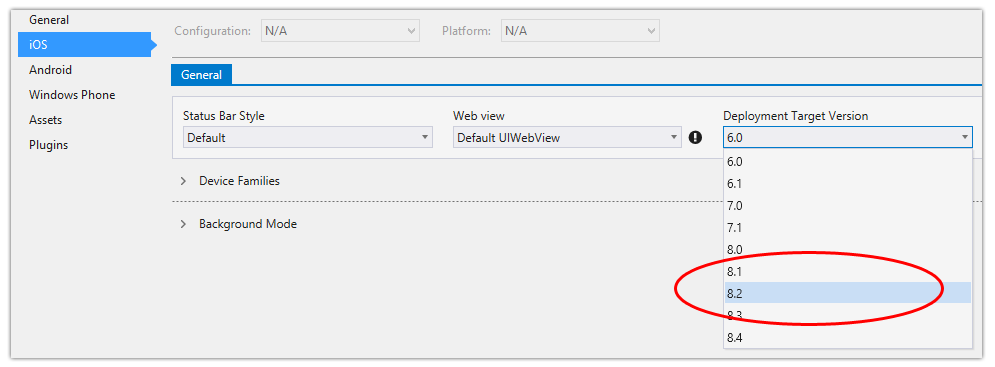 General
iOS
Android
Windows Phone
Assets
Plugins
Configuration: N/A Platform: N/A
General
Status Bar Style Web view Deployment Target Version
Default Default UIWebView 6.0
6.0
6.1
7.0
7.1
8.0
8.1
8.2
8.3
8.4
Device Families
Background Mode